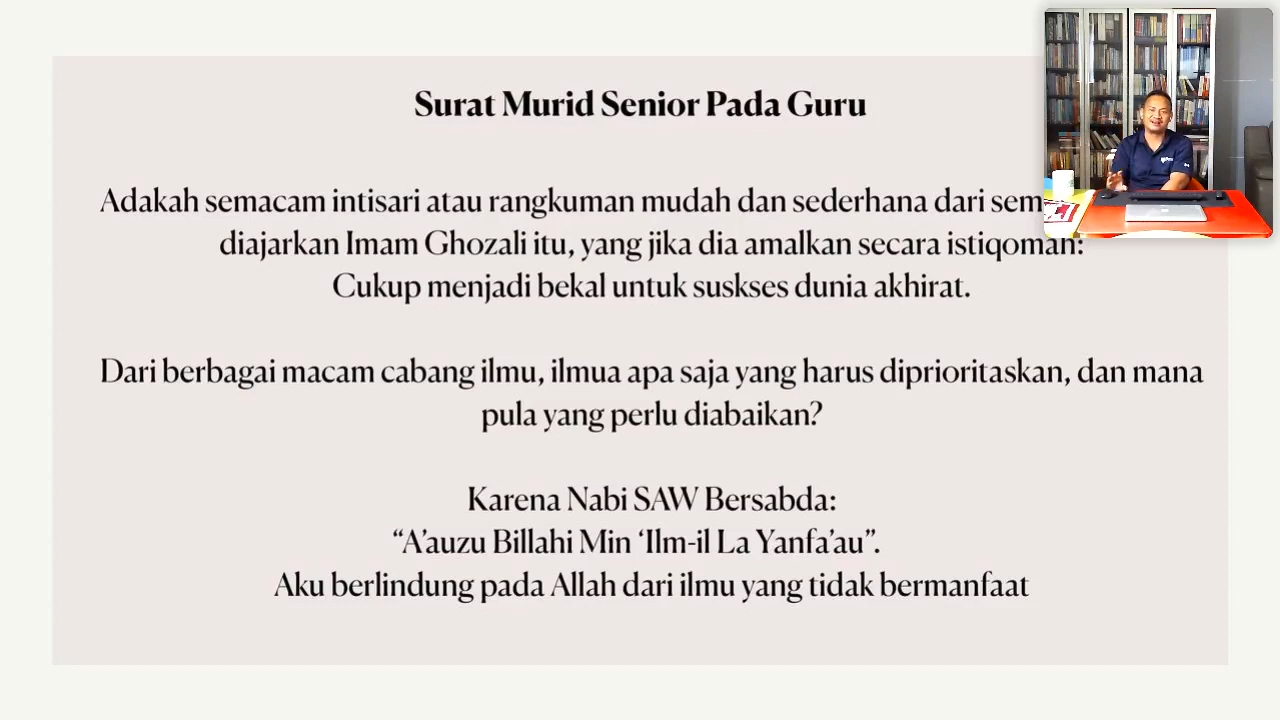 Surat Murid Senior Pada Guru
Adakah semacam intisari atau rangkuman mudah dan sederhana dari
diajarkan Imam Ghozali itu, yang jika dia amalkan secara istiqomah:
Cukup menjadi bekal untuk suskses dunia akhirat.
Dari berbagai macam cabang ilmu, ilmua apa saja yang harus diprioritaskan, dan mana
pula yang perlu diabaikan?
Karena Nabi SAW Bersabda:
“A’auzu Billahi Min ‘Ilm-il La Yanfa’au”.
Aku berlindung pada Allah dari ilmu yang tidak bermanfaat